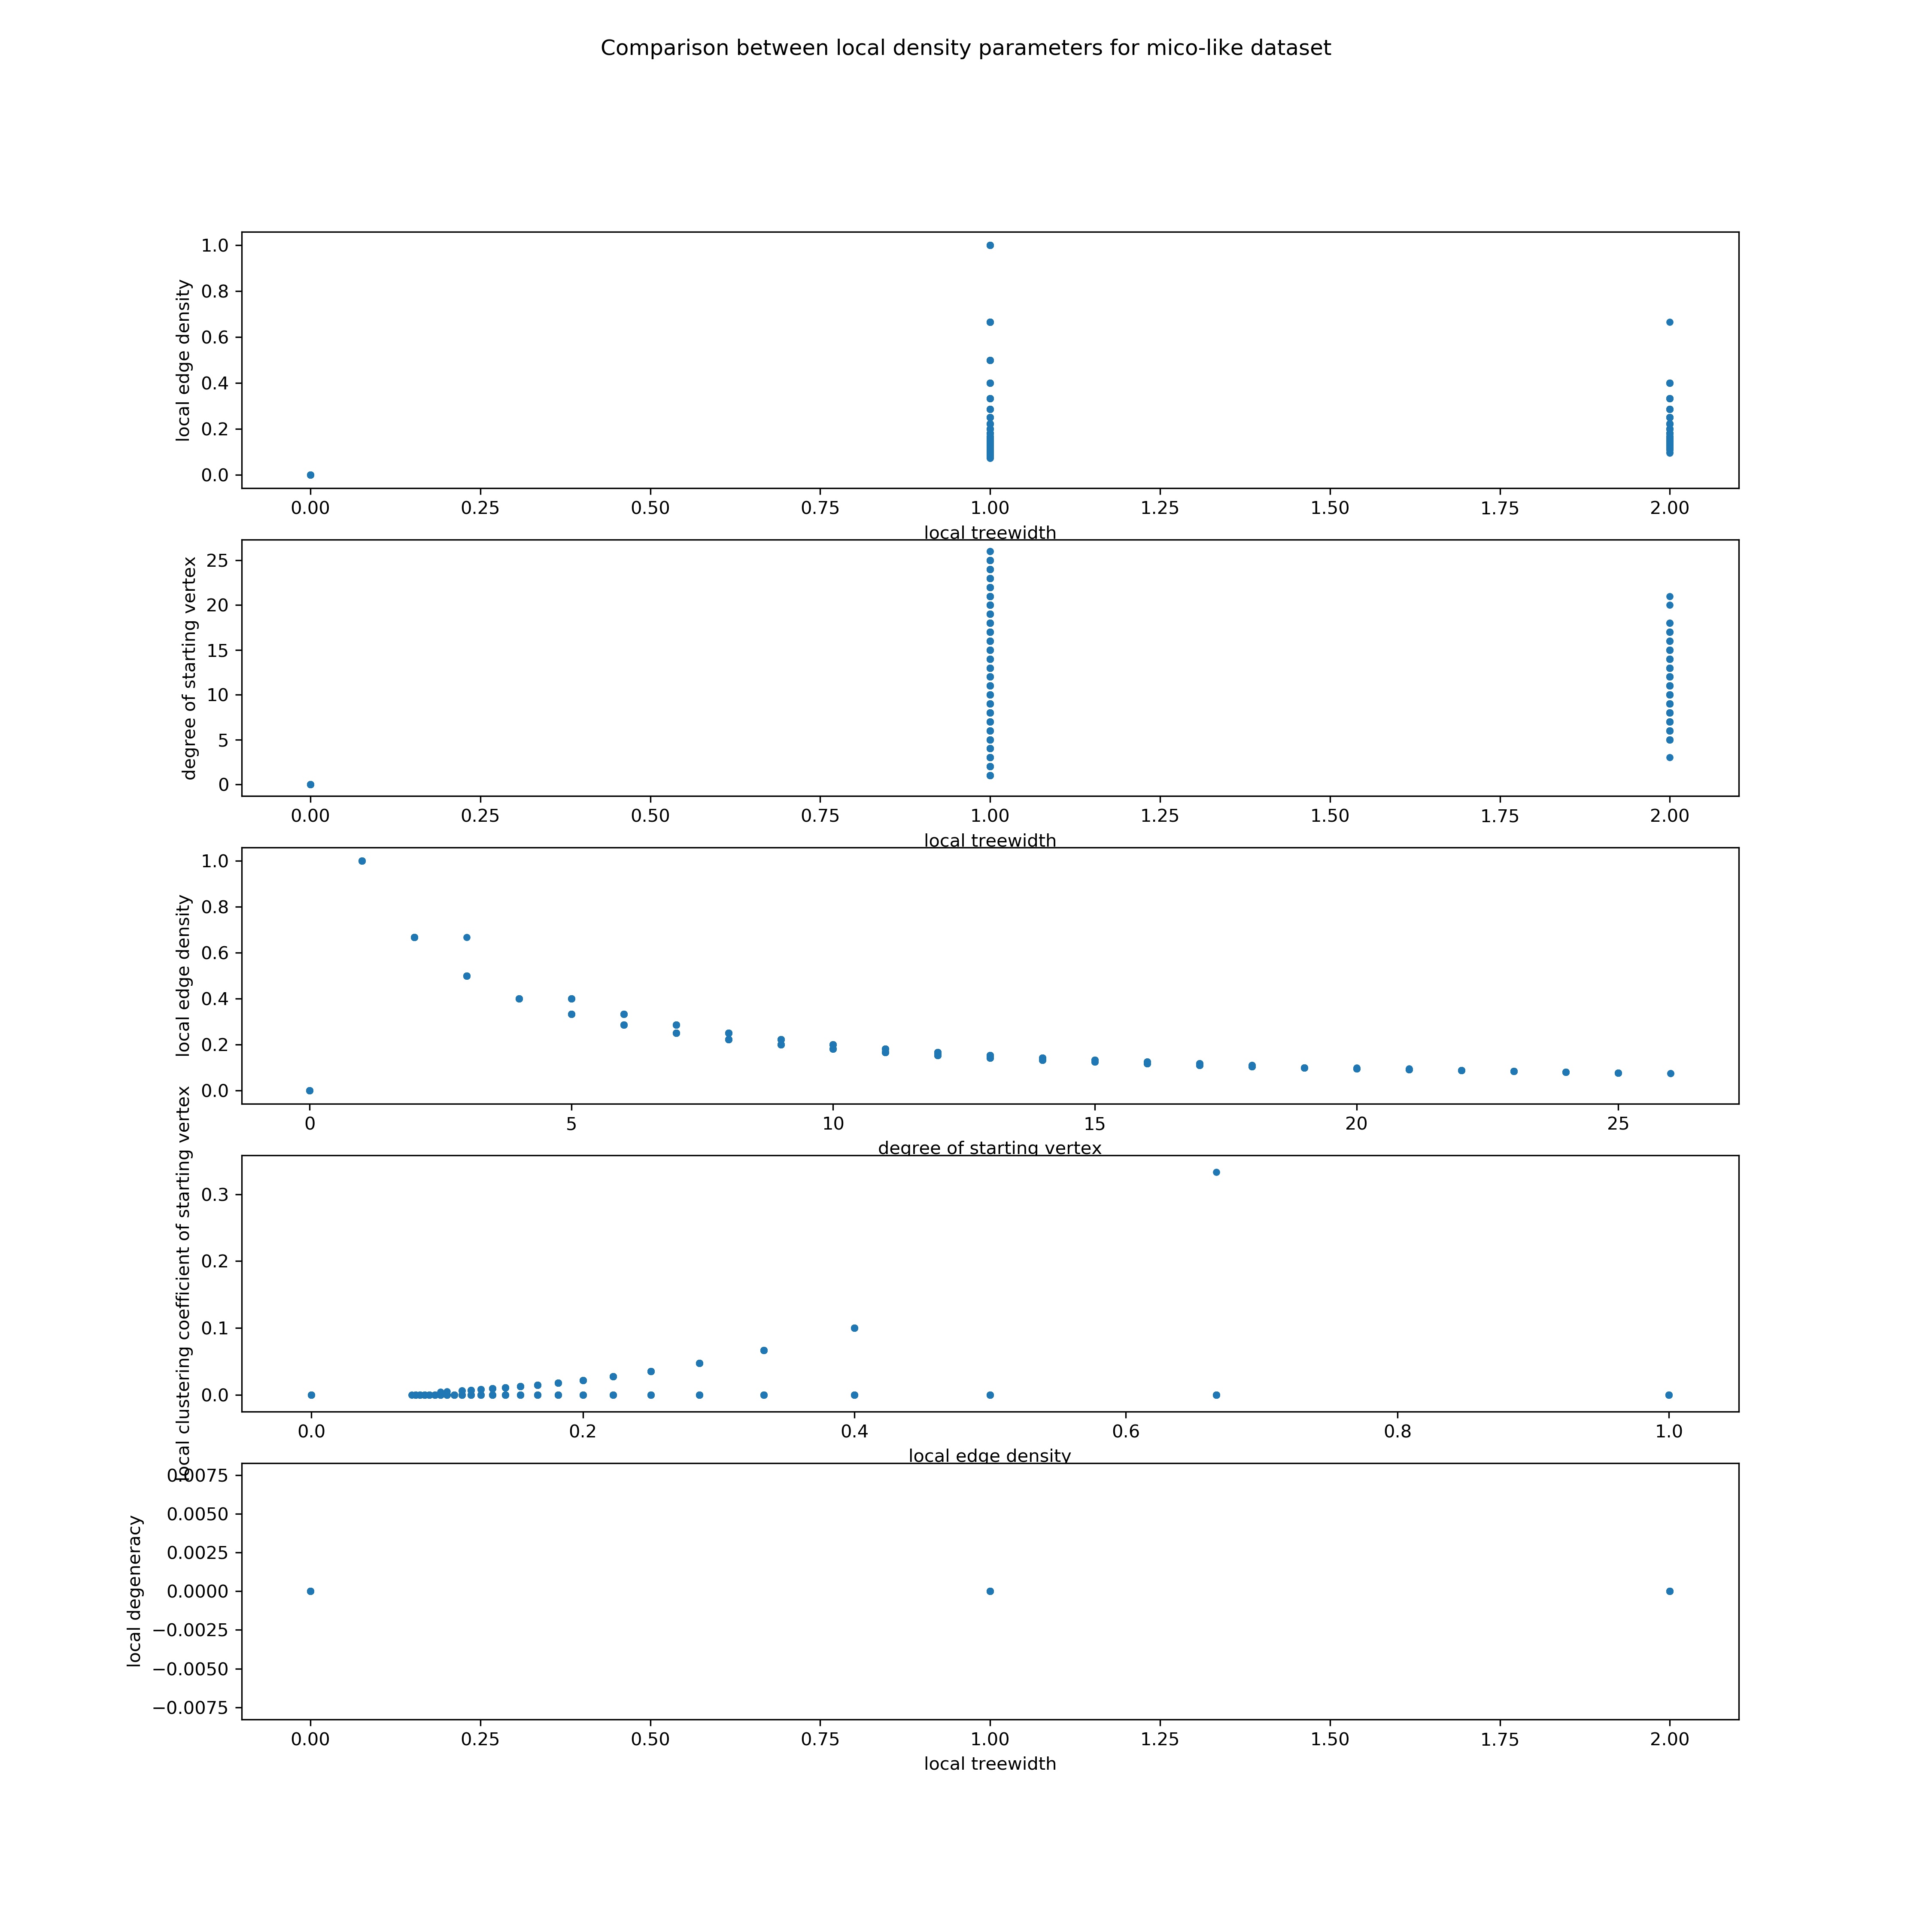 Comparison between local density parameters for mico-like dataset
local edge density
1.0
0.8
0.6
0.4
0.2
0.0
0.00 0.25 0.50 0.75 1.00 1.25 1.50 1.75 2.00
local treewidth
degree of starting vertex
25
20
15
10
5
0
0.00 0.25 0.50 0.75 1.00 1.25 1.50 1.75 2.00
local treewidth
local edge density
1.0
0.8
0.6
0.4
0.2
0.0
0 5 10 15 20 25
degree of starting vertex
local clustering coefficient of starting vertex
0.3
0.2
0.1
0.0
0.0 0.2 0.4 0.6 0.8 1.0
local edge density
local degeneracy
0.0075
0.0050
0.0025
0.0000
−0.0025
−0.0050
−0.0075
0.00 0.25 0.50 0.75 1.00 1.25 1.50 1.75 2.00
local treewidth